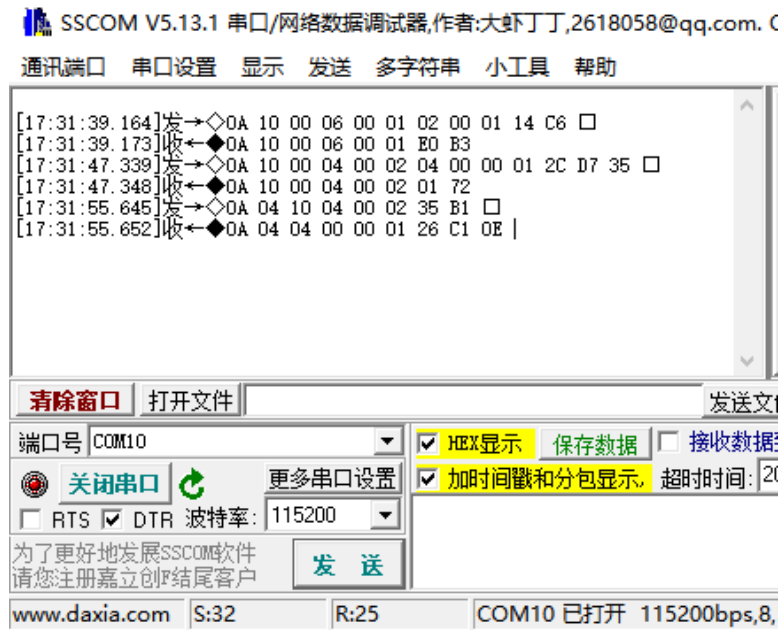 SSCOM V5.13.1 串口/网络数据调试器,作者:大虾丁丁,2618058@qq.com.
通讯端口 串口设置 显示 发送 多字符串 小工具 帮助
[17:31:39.164]发→◇0A 10 00 06 00 01 02 00 01 14 C6 □
[17:31:39.173]收←◆0A 10 00 06 00 01 E0 B3
[17:31:47.339]发→◇0A 10 00 04 00 02 04 00 00 01 2C D7 35 □
[17:31:47.348]收←◆0A 10 00 04 00 02 01 72
[17:31:55.645]发→◇0A 04 10 04 00 02 35 B1 □
[17:31:55.652]收←◆0A 04 04 00 00 01 26 C1 0E
清除窗口 打开文件 发送文
端口号 COM10 HEX显示 保存数据 接收数据
关闭串口 更多串口设置 加时间戳和分包显示, 超时时间: 20
RTS DTR 波特率: 115200
为了更好地发展SSCOM软件
请您注册嘉立创F结尾客户
发 送
www.daxia.com S:32 R:25 COM10 已打开 115200bps,8,